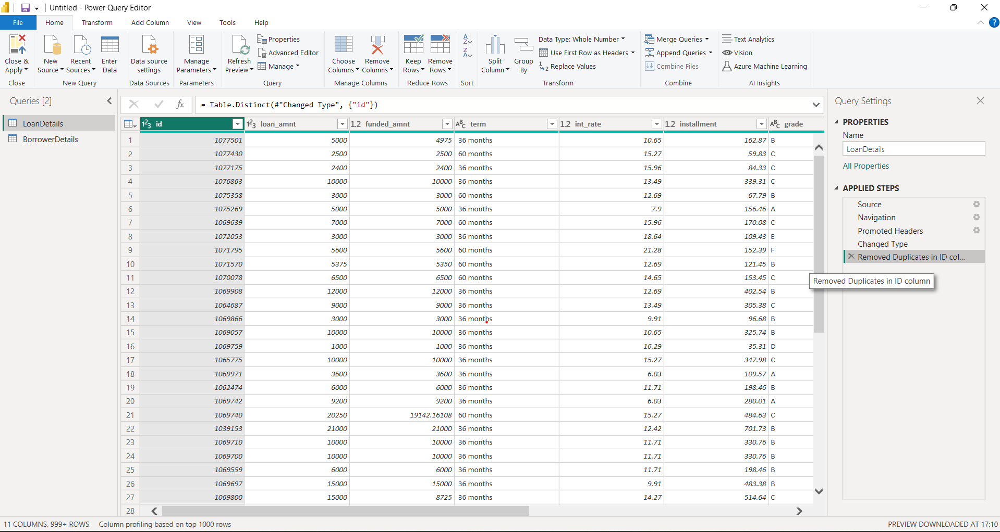 Untitled - Power Query Editor
File Home Transform Add Column View Tools Help
Close & Apply
Close
New Source
Recent Sources
Enter Data
New Query
Data source settings
Data Sources
Manage Parameters
Parameters
Refresh Preview
Properties
Advanced Editor
Manage
Query
Choose Columns
Remove Columns
Manage Columns
Keep Rows
Remove Rows
Reduce Rows
Sort
Split Column
Group By
Data Type: Whole Number
Use First Row as Headers
Replace Values
Transform
Merge Queries
Append Queries
Combine Files
Combine
Text Analytics
Vision
Azure Machine Learning
AI Insights
Queries [2]
LoanDetails
BorrowerDetails
fx = Table.Distinct(#"Changed Type", {"id"})
123 id 123 loan_amnt 1.2 funded_amnt ABC term 1.2 int_rate 1.2 installment ABC grade
1 1077501 5000 4975 36 months 10.65 162.87 B
2 1077430 2500 2500 60 months 15.27 59.83 C
3 1077175 2400 2400 36 months 15.96 84.33 C
4 1076863 10000 10000 36 months 13.49 339.31 C
5 1075358 3000 3000 60 months 12.69 67.79 B
6 1075269 5000 5000 36 months 7.9 156.46 A
7 1069639 7000 7000 60 months 15.96 170.08 C
8 1072053 3000 3000 36 months 18.64 109.43 E
9 1071795 5600 5600 60 months 21.28 152.39 F
10 1071570 5375 5350 60 months 12.69 121.45 B
11 1070078 6500 6500 60 months 14.65 153.45 C
12 1069908 12000 12000 36 months 12.69 402.54 B
13 1064687 9000 9000 36 months 13.49 305.38 C
14 1069866 3000 3000 36 months 9.91 96.68 B
15 1069057 10000 10000 36 months 10.65 325.74 B
16 1069759 1000 1000 36 months 16.29 35.31 D
17 1065775 10000 10000 36 months 15.27 347.98 C
18 1069971 3600 3600 36 months 6.03 109.57 A
19 1062474 6000 6000 36 months 11.71 198.46 B
20 1069742 9200 9200 36 months 6.03 280.01 A
21 1069740 20250 19142.16108 60 months 15.27 484.63 C
22 1039153 21000 21000 36 months 12.42 701.73 B
23 1069710 10000 10000 36 months 11.71 330.76 B
24 1069700 10000 10000 36 months 11.71 330.76 B
25 1069559 6000 6000 36 months 11.71 198.46 B
26 1069697 15000 15000 36 months 9.91 483.38 B
27 1069800 15000 8725 36 months 14.27 514.64 C
28
Query Settings
PROPERTIES
Name
LoanDetails
All Properties
APPLIED STEPS
Source
Navigation
Promoted Headers
Changed Type
Removed Duplicates in ID col...
Removed Duplicates in ID column
11 COLUMNS, 999+ ROWS Column profiling based on top 1000 rows
PREVIEW DOWNLOADED AT 17:10